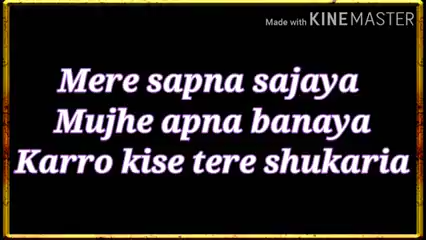 Made with KINEMASTER
Mere sapna sajaya
Mujhe apna banaya
Karro kise tere shukaria